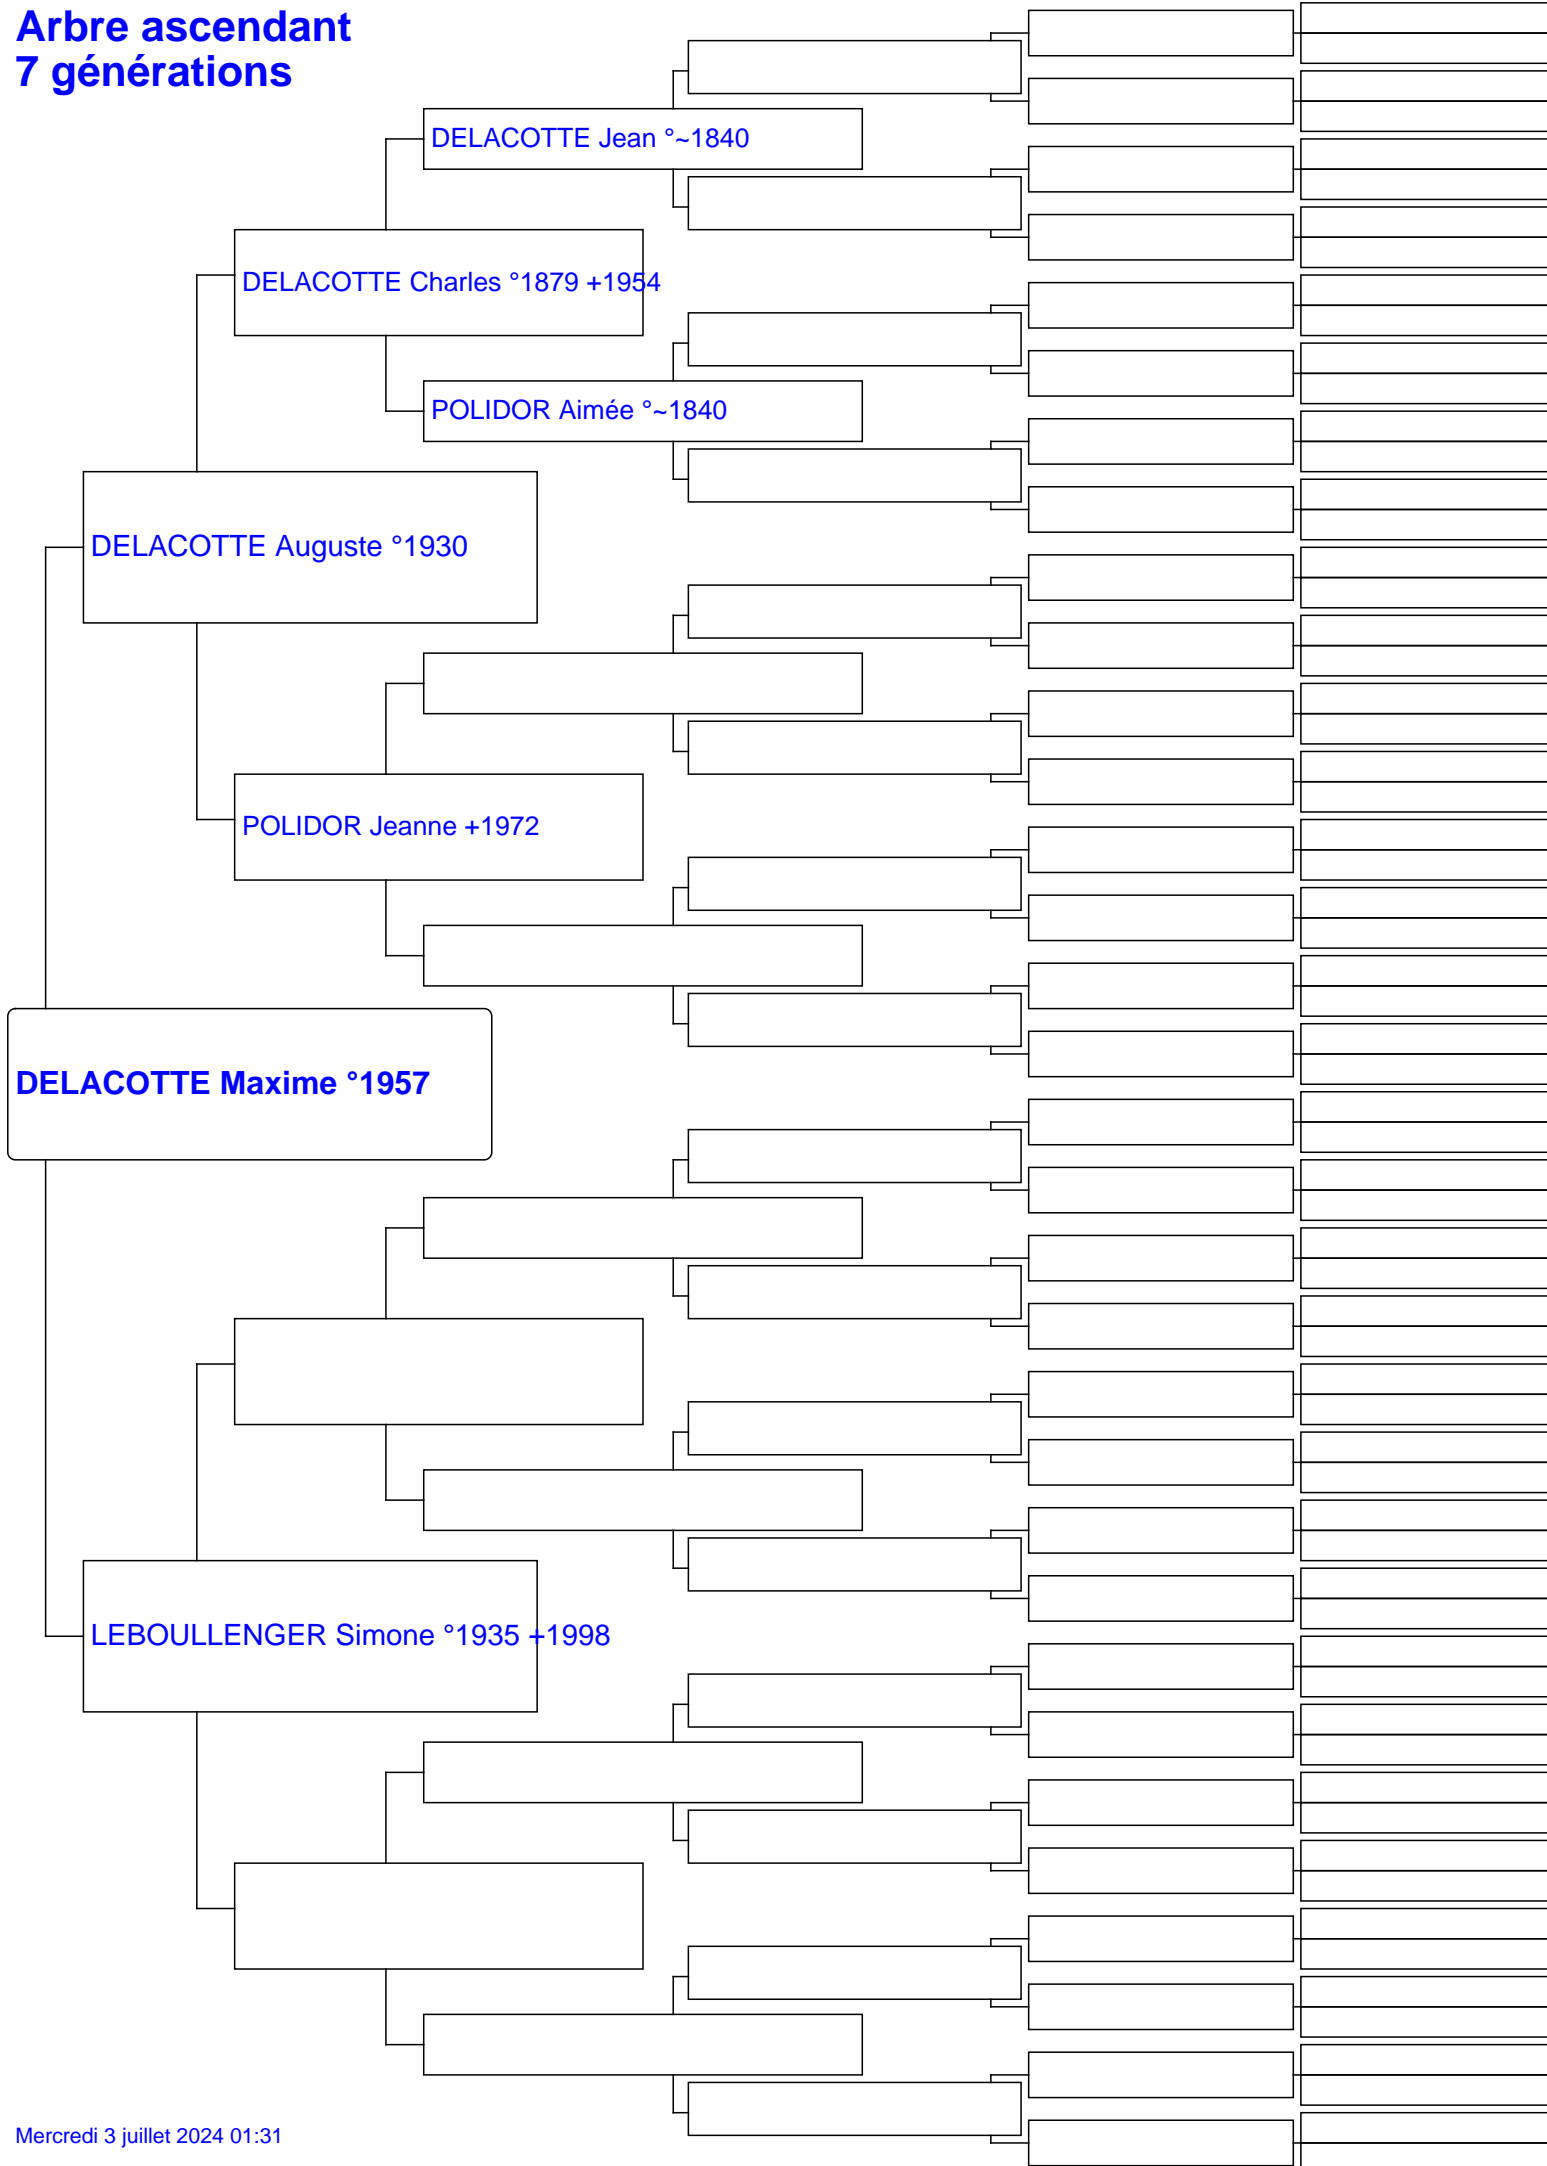 Arbre ascendant
7 générations
DELACOTTE Jean °~1840
DELACOTTE Charles °1879 +1954
POLIDOR Aimée °~1840
DELACOTTE Auguste °1930
POLIDOR Jeanne +1972
DELACOTTE Maxime °1957
LEBOULLENGER Simone °1935 +1998
Mercredi 3 juillet 2024 01:31